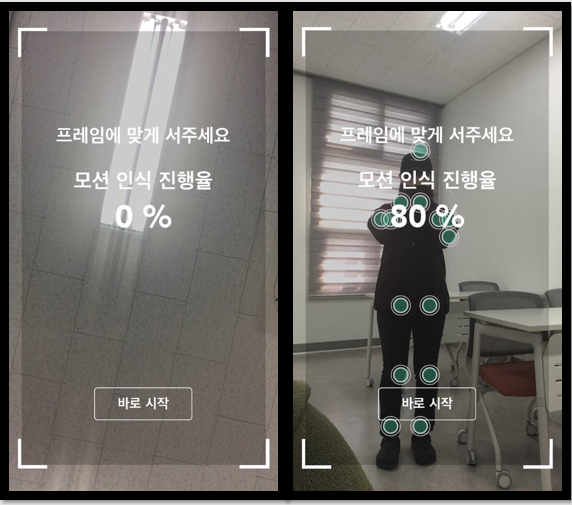 프레임에 맞게 서주세요
모션 인식 진행율
0 %
바로 시작
프레임에 맞게 서주세요
모션 인식 진행율
80 %
바로 시작